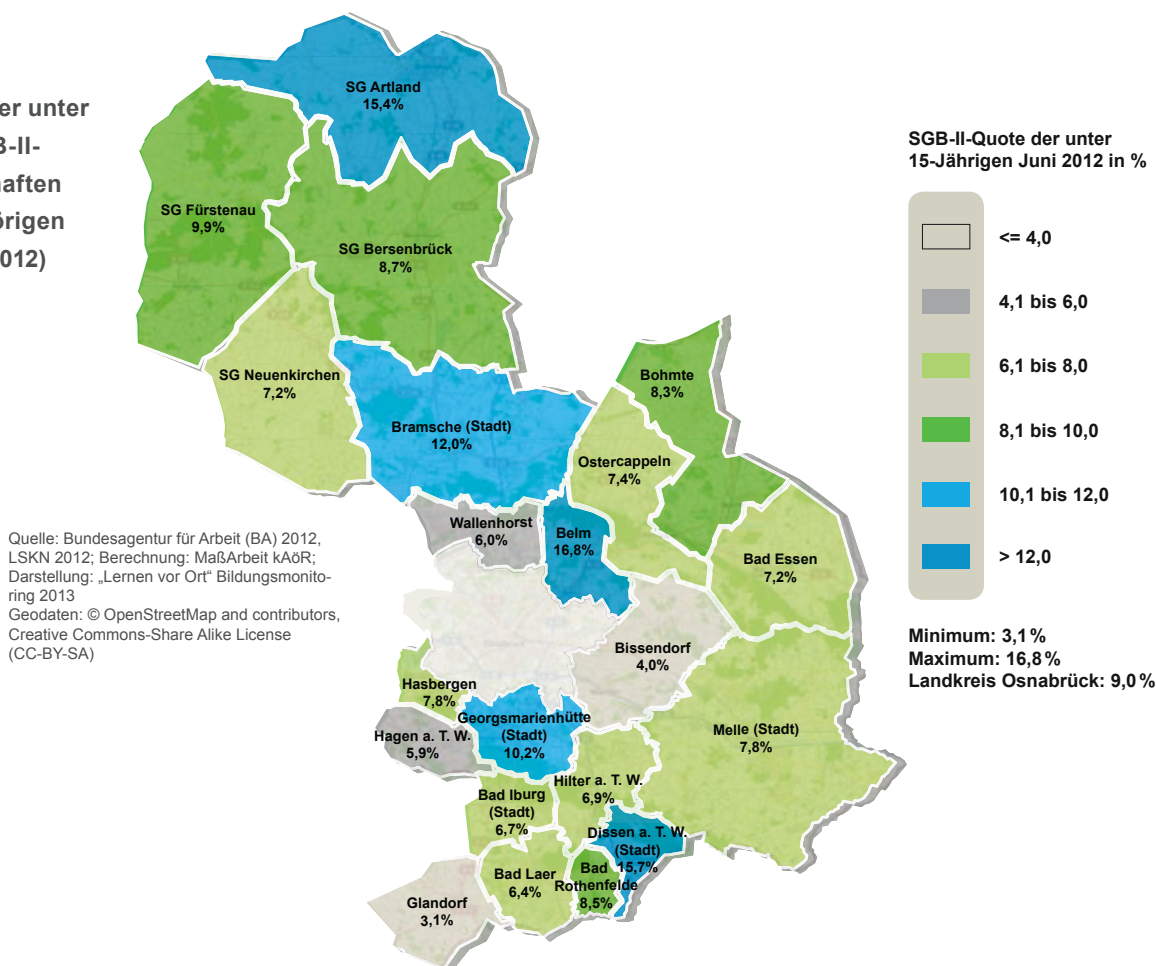 er unter
B-II-
haften
örigen
012)
SG Artland
15,4%
SG Fürstenau
9,9%
SG Bersenbrück
8,7%
SG Neuenkirchen
7,2%
Bramsche (Stadt)
12,0%
Bohmte
8,3%
Ostercappeln
7,4%
Wallenhorst
6,0%
Belm
16,8%
Bad Essen
7,2%
Bissendorf
4,0%
Hasbergen
7,8%
Georgsmarienhütte
(Stadt)
10,2%
Hagen a. T. W.
5,9%
Melle (Stadt)
7,8%
Hilter a. T. W.
6,9%
Bad Iburg
(Stadt)
6,7%
Dissen a. T. W.
(Stadt)
15,7%
Bad Laer
6,4%
Bad
Rothenfelde
8,5%
Glandorf
3,1%
SGB-II-Quote der unter
15-Jährigen Juni 2012 in %
<= 4,0
4,1 bis 6,0
6,1 bis 8,0
8,1 bis 10,0
10,1 bis 12,0
> 12,0
Minimum: 3,1%
Maximum: 16,8%
Landkreis Osnabrück: 9,0%
Quelle: Bundesagentur für Arbeit (BA) 2012,
LSKN 2012; Berechnung: MaßArbeit kAöR;
Darstellung: „Lernen vor Ort“ Bildungsmonito-
ring 2013
Geodaten: © OpenStreetMap and contributors,
Creative Commons-Share Alike License
(CC-BY-SA)